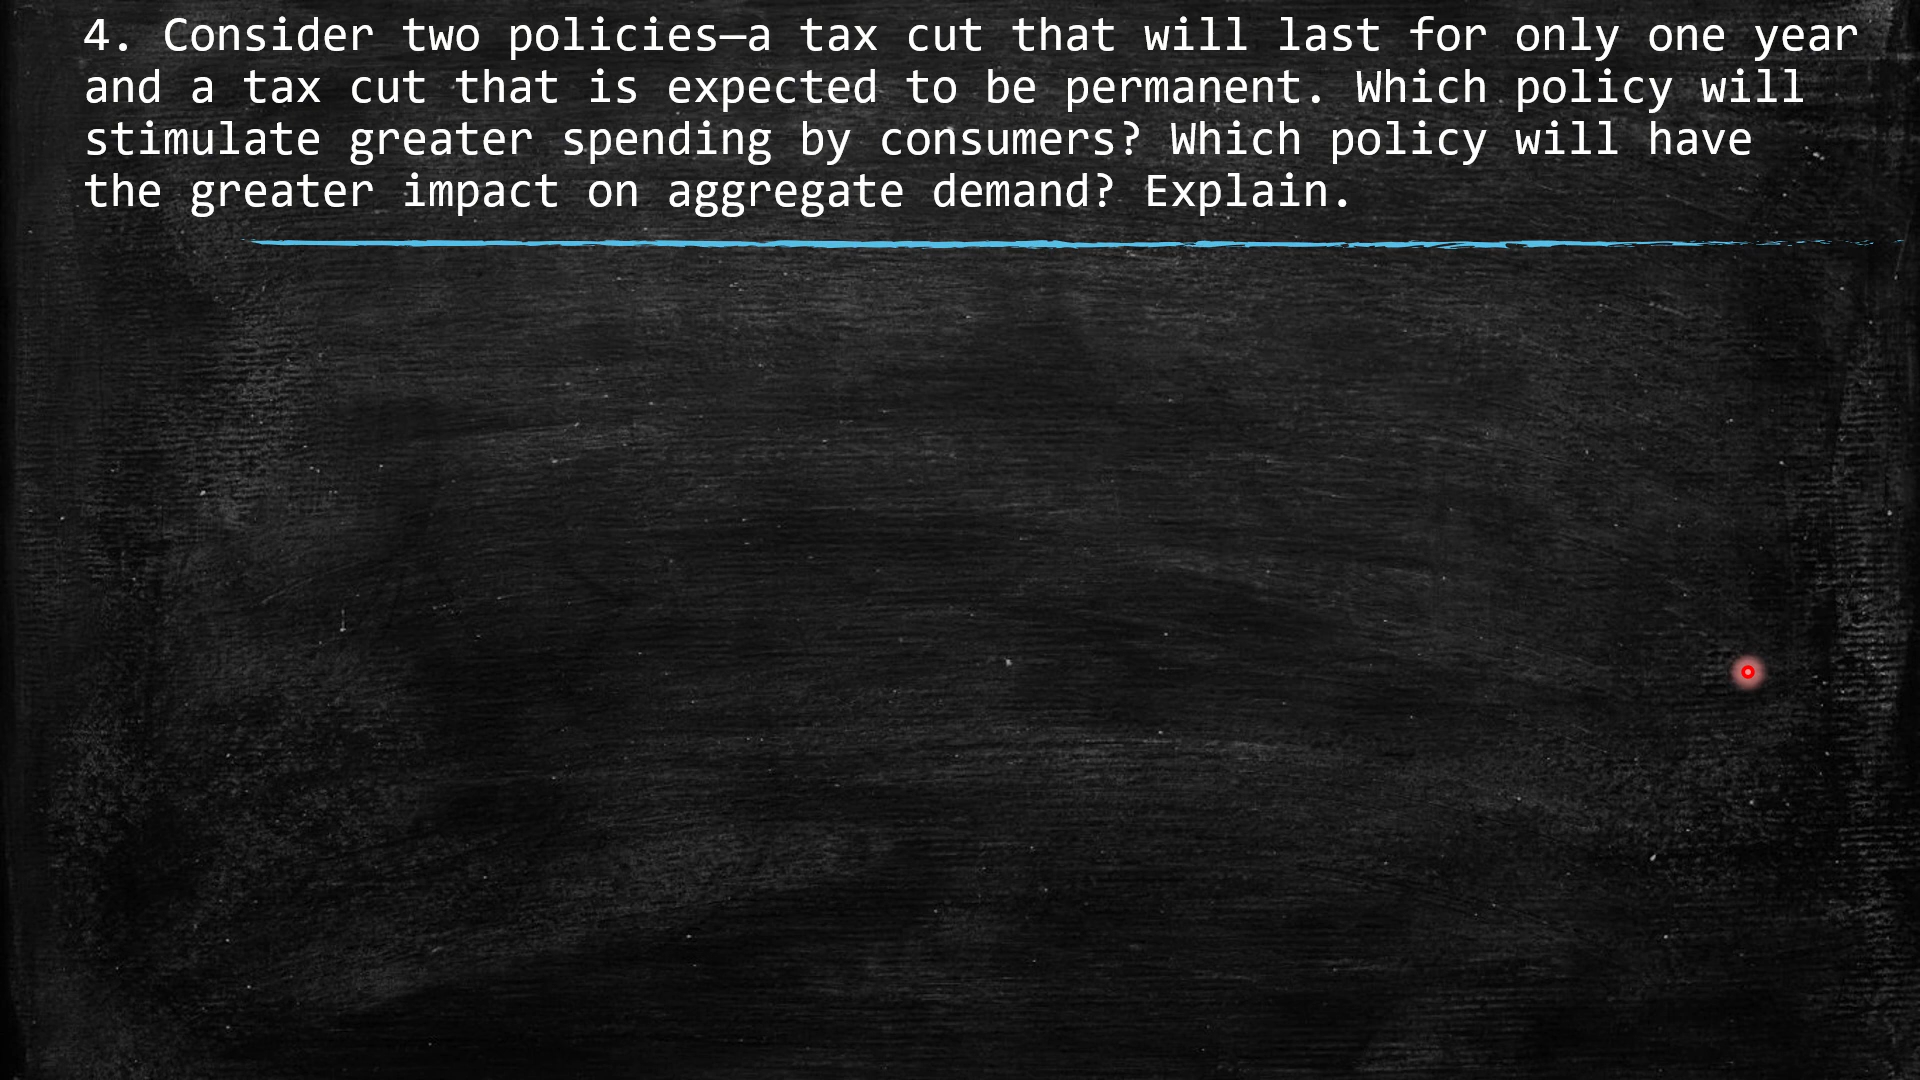 4. Consider two policies—a tax cut that will last for only one year
and a tax cut that is expected to be permanent. Which policy will
stimulate greater spending by consumers? Which policy will have
the greater impact on aggregate demand? Explain.